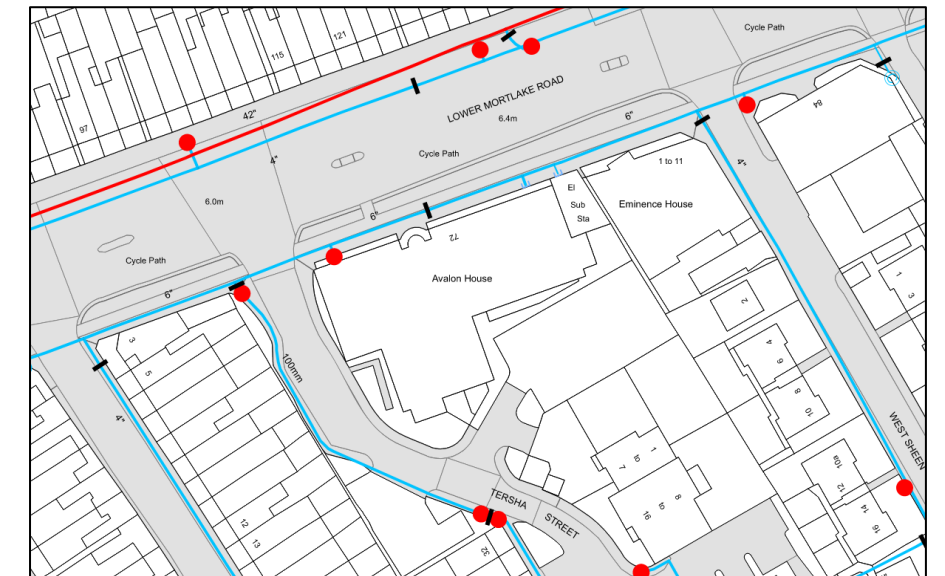 Cycle Path
121
115
97
42"
LOWER MORTLAKE ROAD
6.4m
6"
4"
Cycle Path
84
1 to 11
4"
El
Sub
Sta
Eminence House
6.0m
6"
72
Cycle Path
Avalon House
1
3
2
6"
3
5
100mm
4
6
8
10
4"
WEST SHEEN
1
to
7
10a
12
14
16
8
to
16
TERSHA
STREET
12
13
32